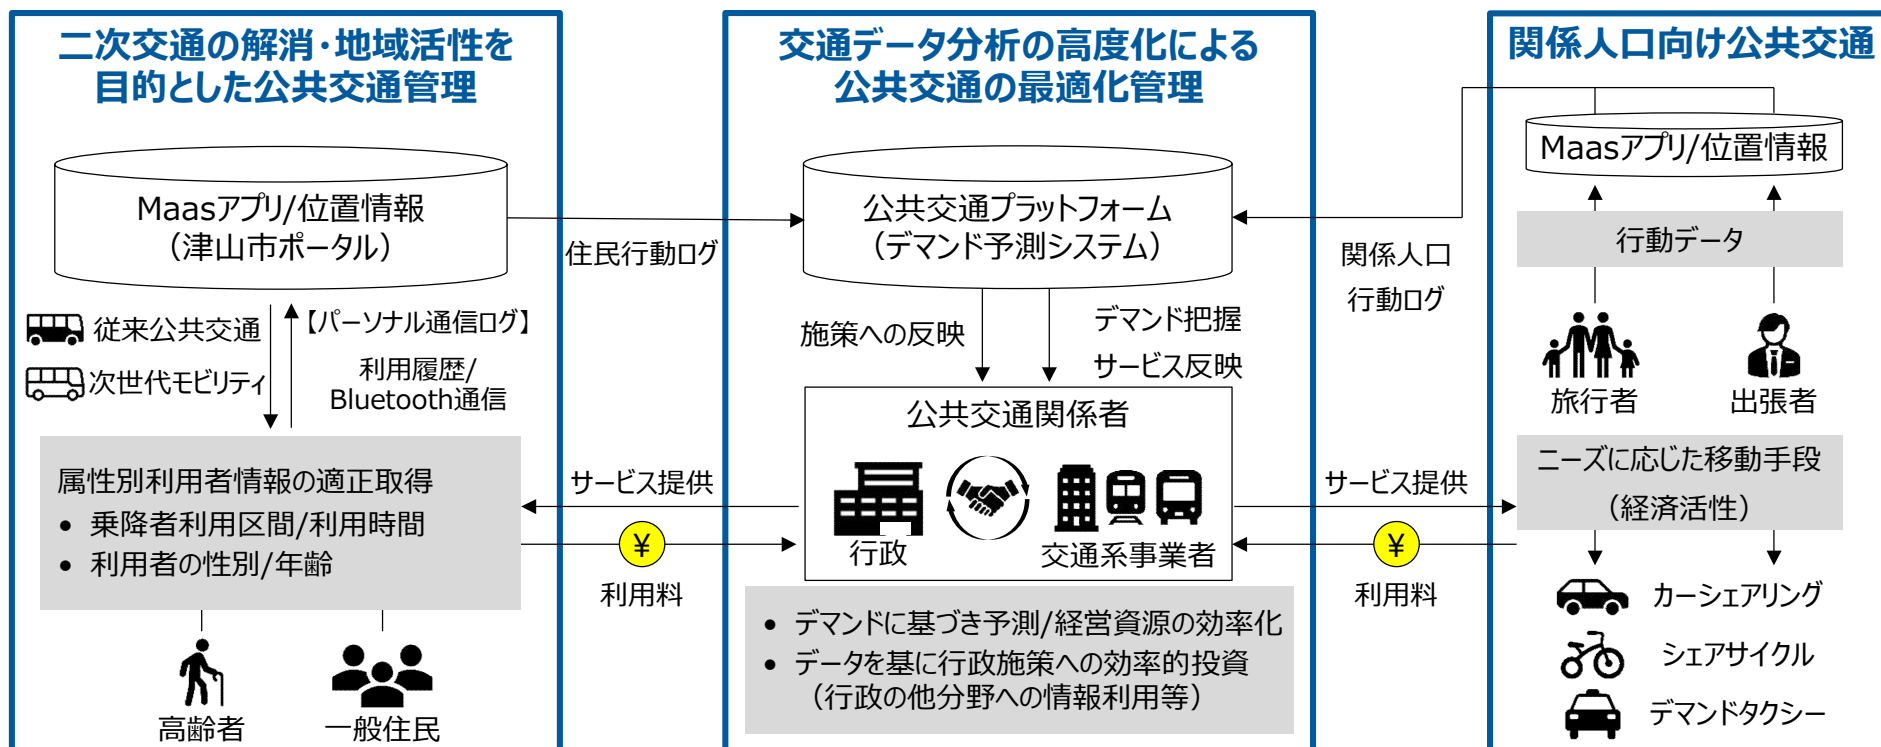 二次交通の解消・地域活性を
目的とした公共交通管理
Maasアプリ/位置情報
（津山市ポータル）
従来公共交通
次世代モビリティ
【パーソナル通信ログ】
利用履歴/
Bluetooth通信
属性別利用者情報の適正取得
• 乗降者利用区間/利用時間
• 利用者の性別/年齢
高齢者
一般住民
住民行動ログ
サービス提供
¥
利用料
交通データ分析の高度化による
公共交通の最適化管理
公共交通プラットフォーム
（デマンド予測システム）
施策への反映
デマンド把握
サービス反映
公共交通関係者
行政
交通系事業者
• デマンドに基づき予測/経営資源の効率化
• データを基に行政施策への効率的投資
（行政の他分野への情報利用等）
関係人口
行動ログ
サービス提供
¥
利用料
関係人口向け公共交通
Maasアプリ/位置情報
行動データ
旅行者
出張者
ニーズに応じた移動手段
（経済活性）
カーシェアリング
シェアサイクル
デマンドタクシー